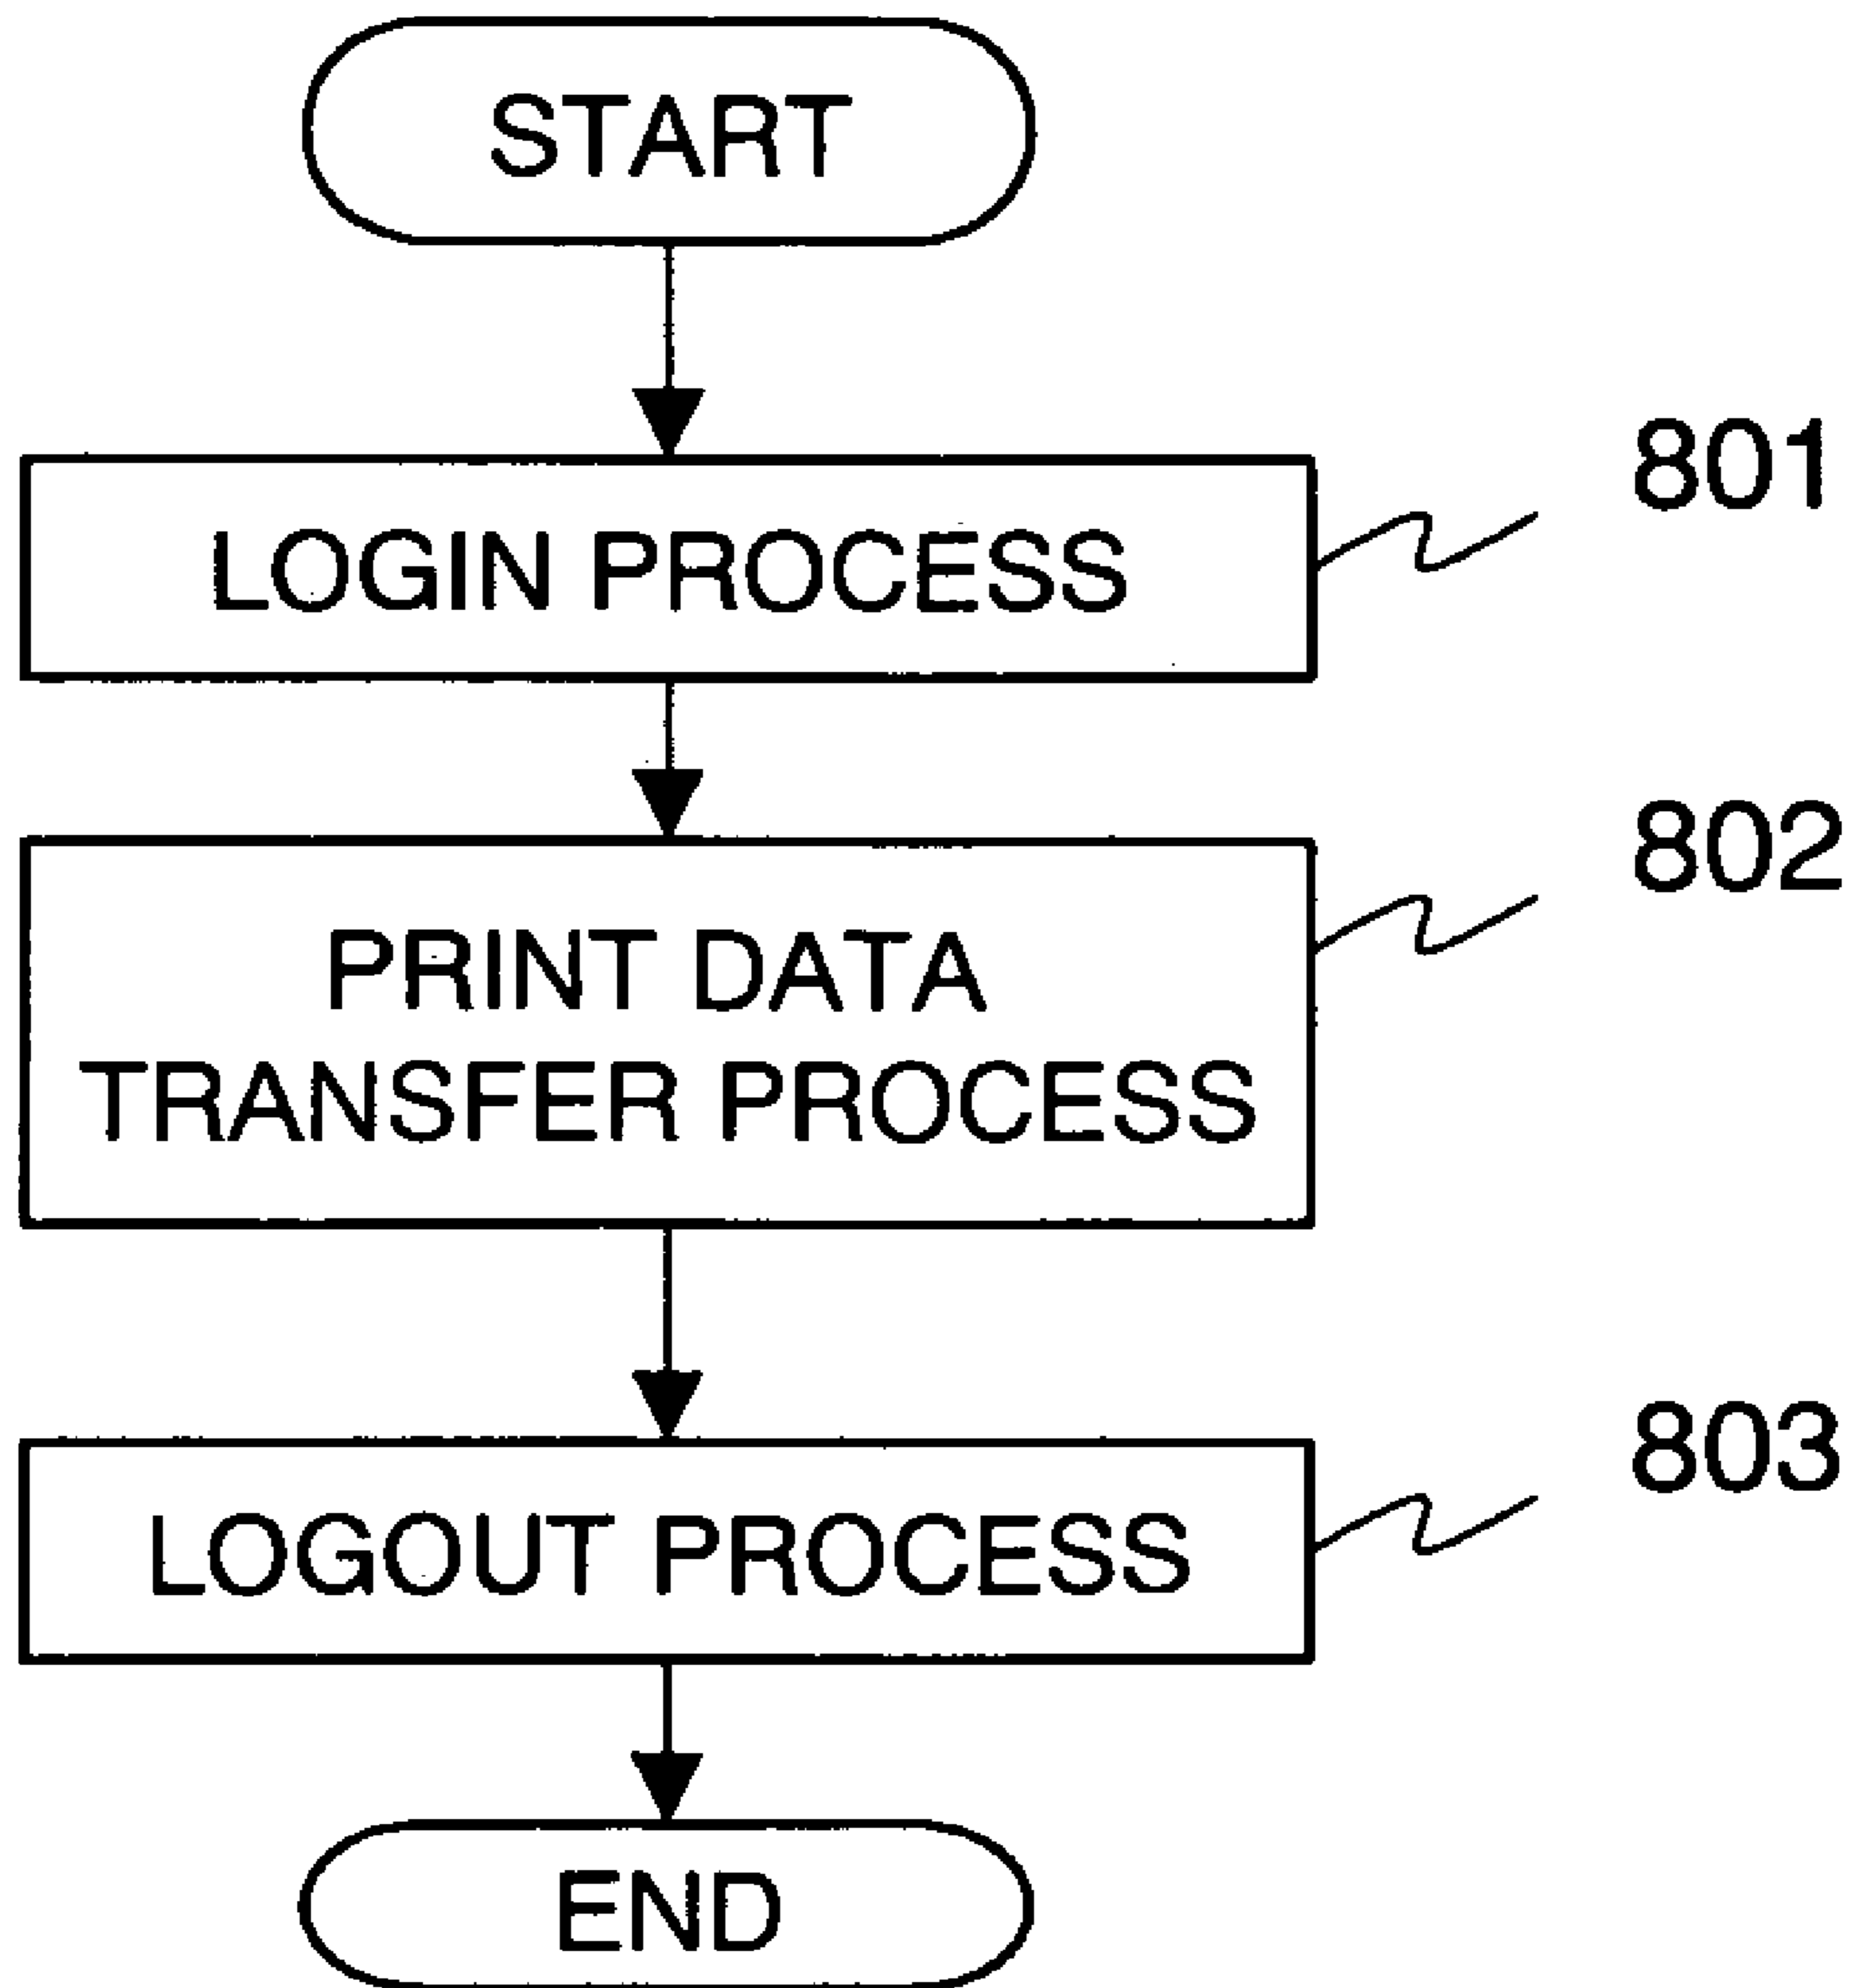 START
801
LOGIN PROCESS
802
PRINT DATA
TRANSFER PROCESS
803
LOGOUT PROCESS
END